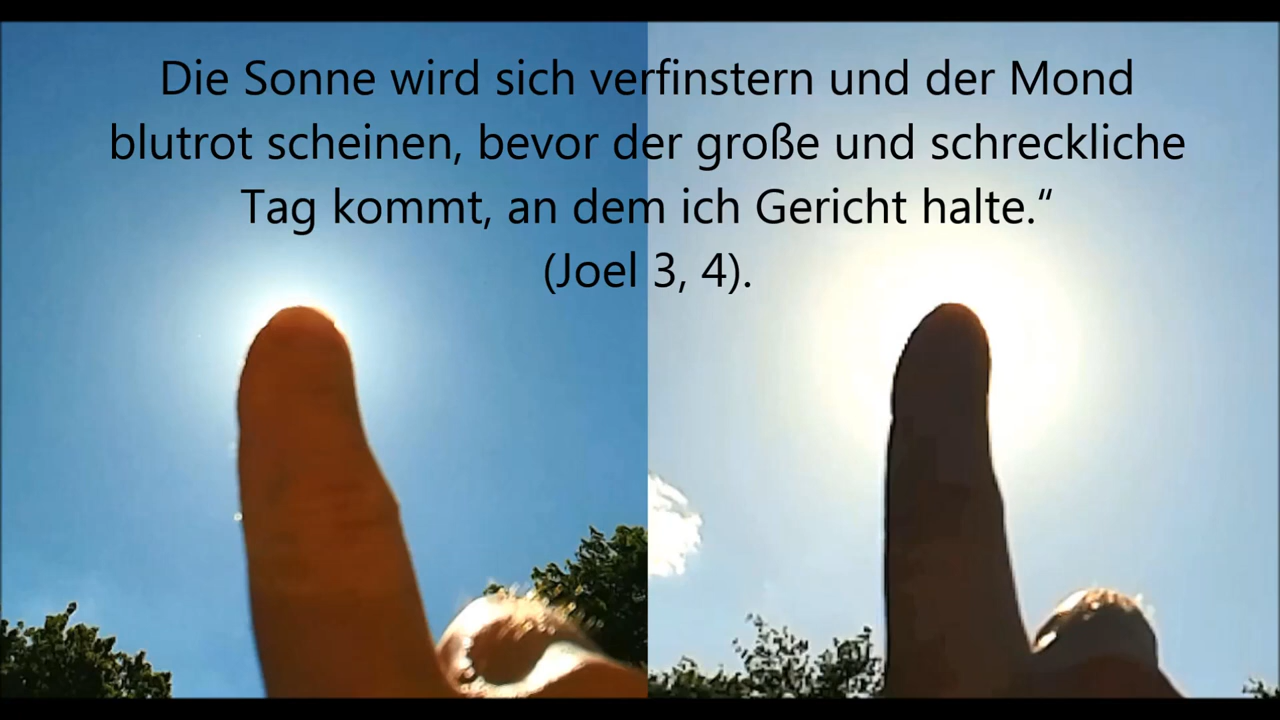 Die Sonne wird sich verfinstern und der Mond
blutrot scheinen, bevor der große und schreckliche
Tag kommt, an dem ich Gericht halte.“
(Joel 3, 4).